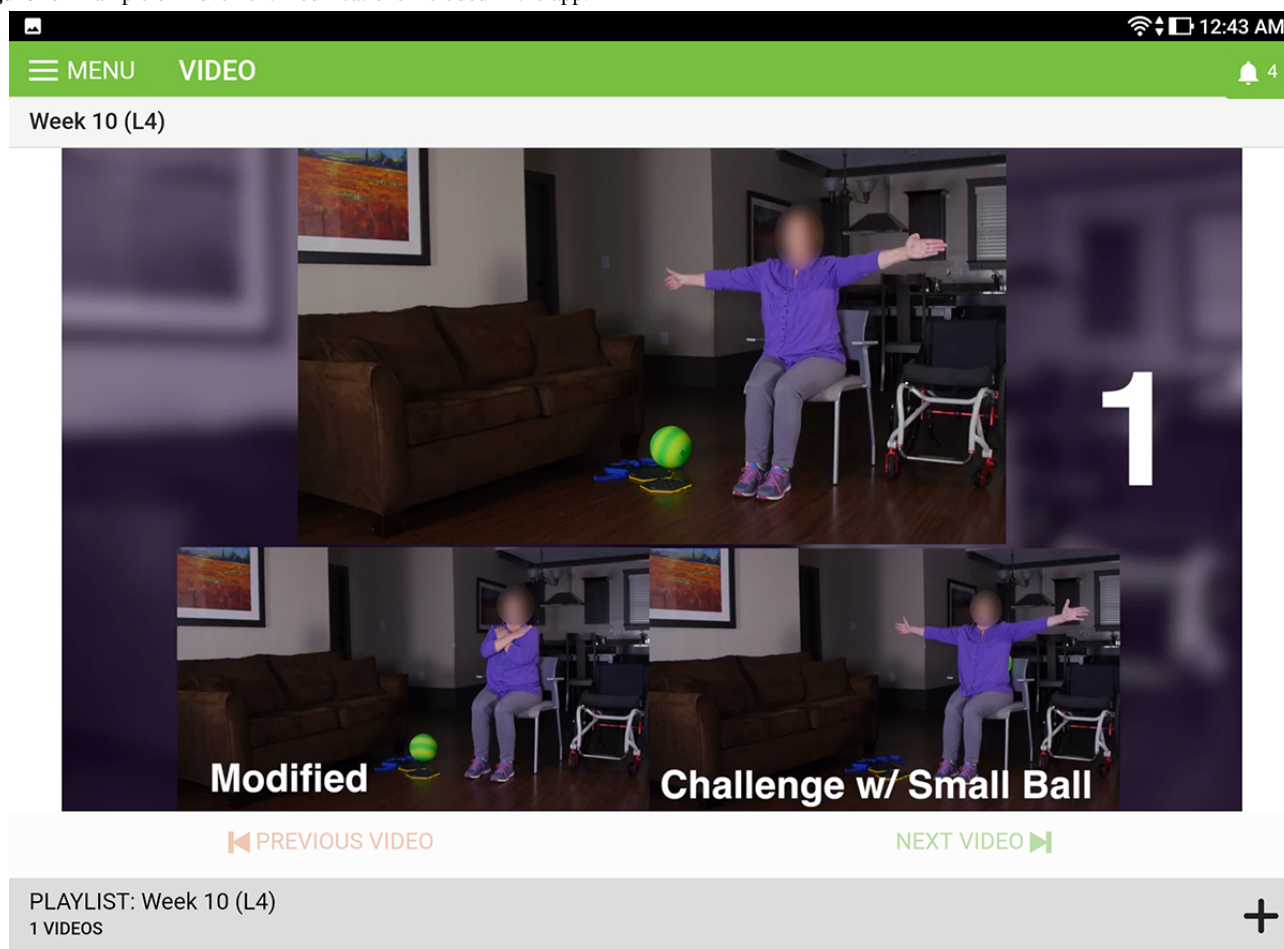 12:43 AM
MENU VIDEO 4
Week 10 (L4)
1
Modified
Challenge w/ Small Ball
PREVIOUS VIDEO
NEXT VIDEO
PLAYLIST: Week 10 (L4)
1 VIDEOS